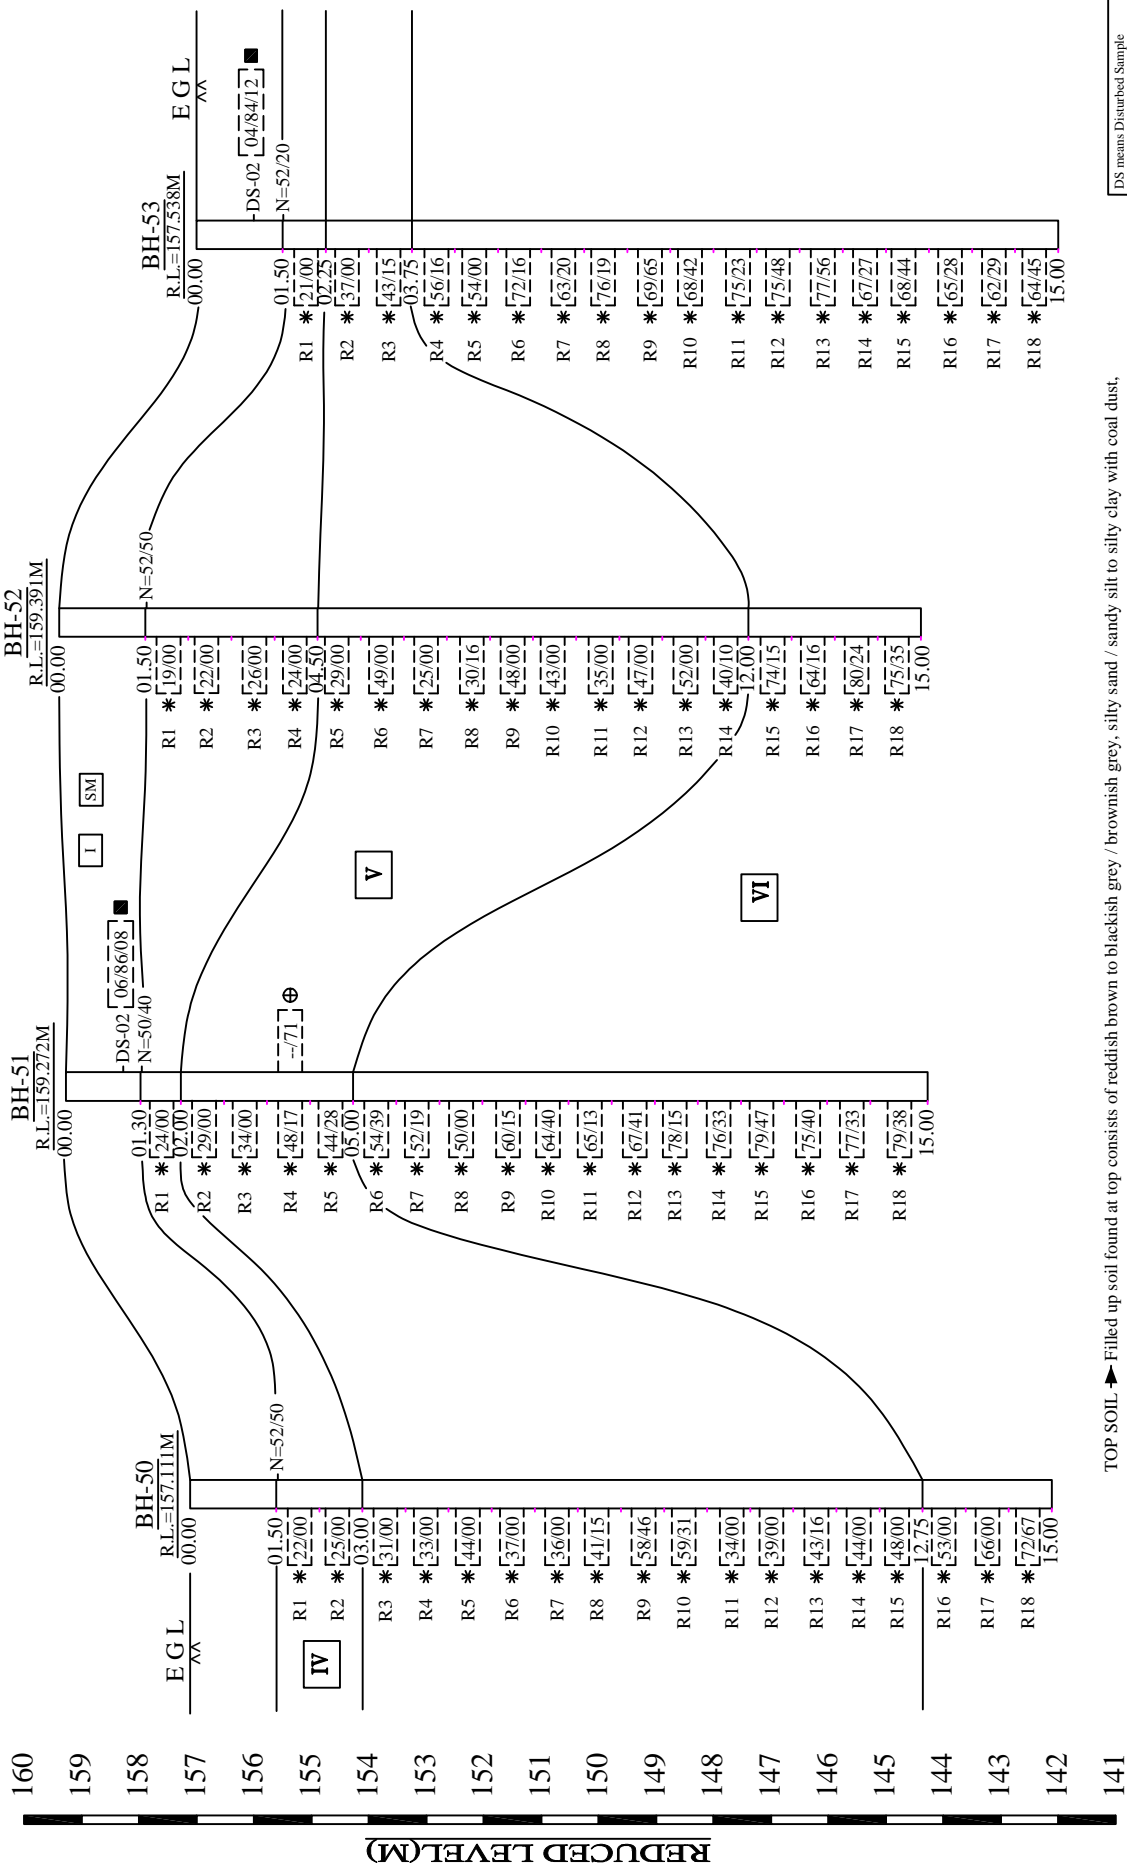 REDUCED LEVEL(M)
160
159
158
157
156
155
154
153
152
151
150
149
148
147
146
145
144
143
142
141
E G L
IV
BH-50
R.L.=157.111M
00.00
01.50
N=52/50
R1 * 22/00
R2 * 25/00
03.00
R3 * 31/00
R4 * 33/00
R5 * 44/00
R6 * 37/00
R7 * 36/00
R8 * 41/15
R9 * 58/46
R10 * 59/31
R11 * 34/00
R12 * 39/00
R13 * 43/16
R14 * 44/00
R15 * 48/00
12.75
R16 * 53/00
R17 * 66/00
R18 * 72/67
15.00
BH-51
R.L.=159.272M
00.00
DS-02 06/86/08
01.30
N=50/40
R1 * 24/00
02.00
R2 * 29/00
R3 * 34/00
R4 * 48/17
--/71
R5 * 44/28
05.00
R6 * 54/39
R7 * 52/19
R8 * 50/00
R9 * 60/15
R10 * 64/40
R11 * 65/13
R12 * 67/41
R13 * 78/15
R14 * 76/33
R15 * 79/47
R16 * 75/40
R17 * 77/33
R18 * 79/38
15.00
I SM
V
VI
BH-52
R.L.=159.391M
00.00
01.50
N=52/50
R1 * 19/00
R2 * 22/00
R3 * 26/00
R4 * 24/00
04.50
R5 * 29/00
R6 * 49/00
R7 * 25/00
R8 * 30/16
R9 * 48/00
R10 * 43/00
R11 * 35/00
R12 * 47/00
R13 * 52/00
R14 * 40/10
12.00
R15 * 74/15
R16 * 64/16
R17 * 80/24
R18 * 75/35
15.00
BH-53
R.L.=157.538M
00.00
E G L
DS-02 04/84/12
01.50
N=52/20
R1 * 21/00
02.25
R2 * 37/00
R3 * 43/15
03.75
R4 * 56/16
R5 * 54/00
R6 * 72/16
R7 * 63/20
R8 * 76/19
R9 * 69/65
R10 * 68/42
R11 * 75/23
R12 * 75/48
R13 * 77/56
R14 * 67/27
R15 * 68/44
R16 * 65/28
R17 * 62/29
R18 * 64/45
15.00
TOP SOIL → Filled up soil found at top consists of reddish brown to blackish grey / brownish grey, silty sand / sandy silt to silty clay with coal dust,
DS means Disturbed Sample